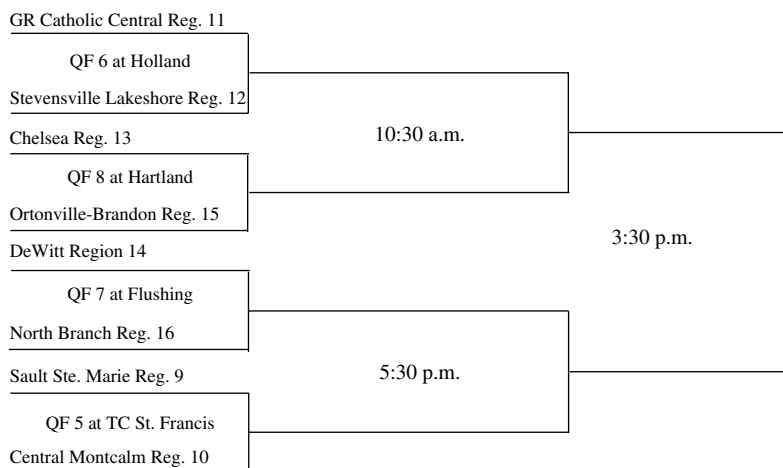 GR Catholic Central Reg. 11
QF 6 at Holland
Stevensville Lakeshore Reg. 12
Chelsea Reg. 13
10:30 a.m.
QF 8 at Hartland
Ortonville-Brandon Reg. 15
3:30 p.m.
DeWitt Region 14
QF 7 at Flushing
North Branch Reg. 16
Sault Ste. Marie Reg. 9
5:30 p.m.
QF 5 at TC St. Francis
Central Montcalm Reg. 10